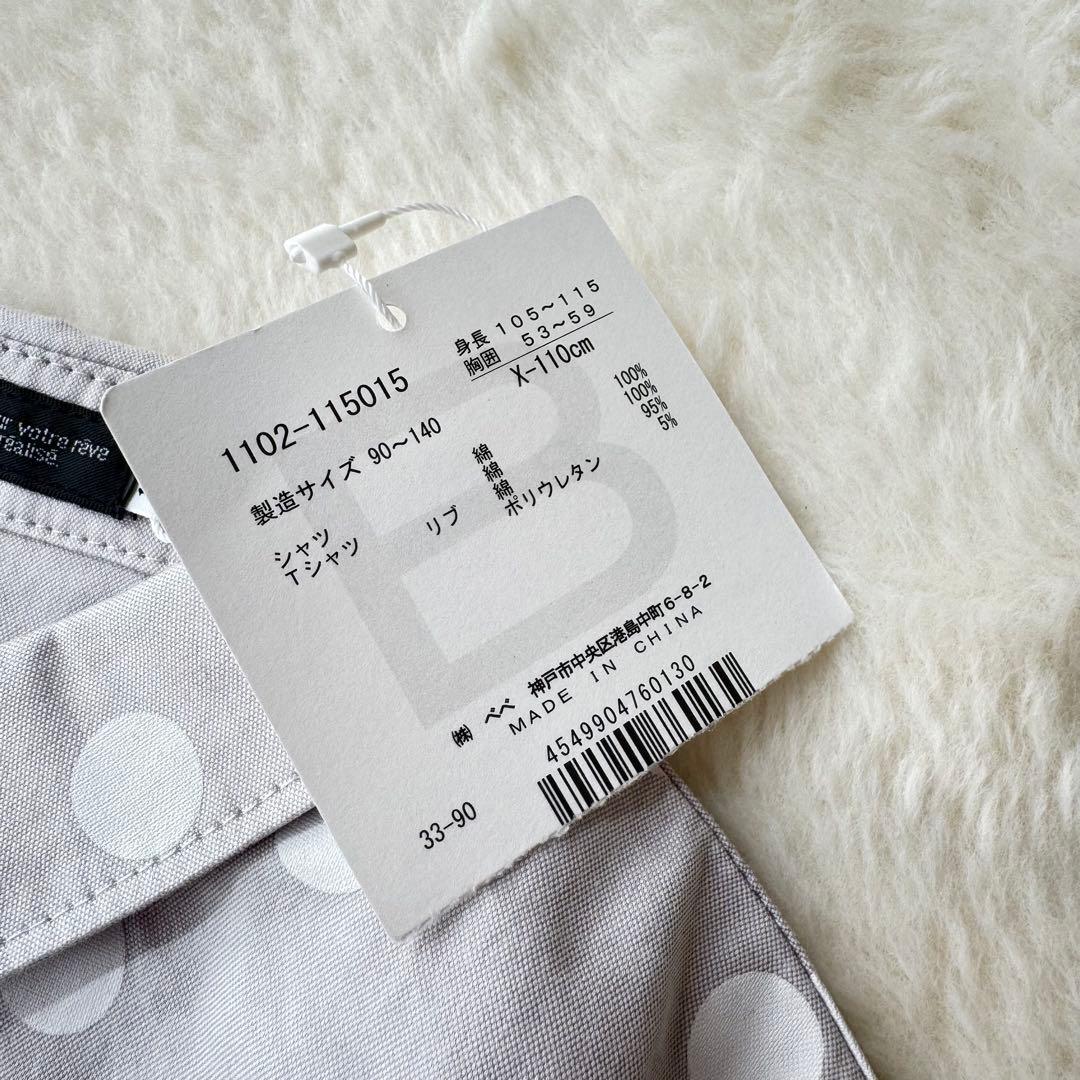 身長 105～115
胸囲 53～59
X-110cm
1102-115015
製造サイズ 90～140
シャツ 綿 100%
Tシャツ 綿 100%
リブ 綿 95%
ポリウレタン 5%
㈱ べべ 神戸市中央区港島中町6-8-2
MADE IN CHINA
4549904760130
33-90
B
votre rêve
réalisé